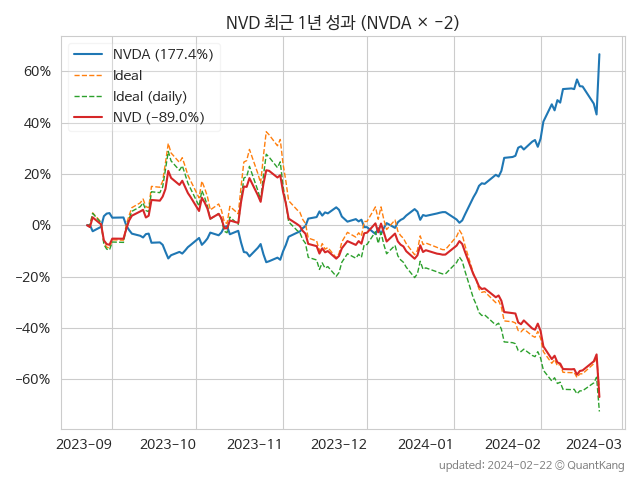 NVD 최근 1년 성과 (NVDA × −2)
NVDA (177.4%)
Ideal
Ideal (daily)
NVD (−89.0%)
60%
40%
20%
0%
−20%
−40%
−60%
2023-09 2023-10 2023-11 2023-12 2024-01 2024-02 2024-03
updated: 2024-02-22 © QuantKang